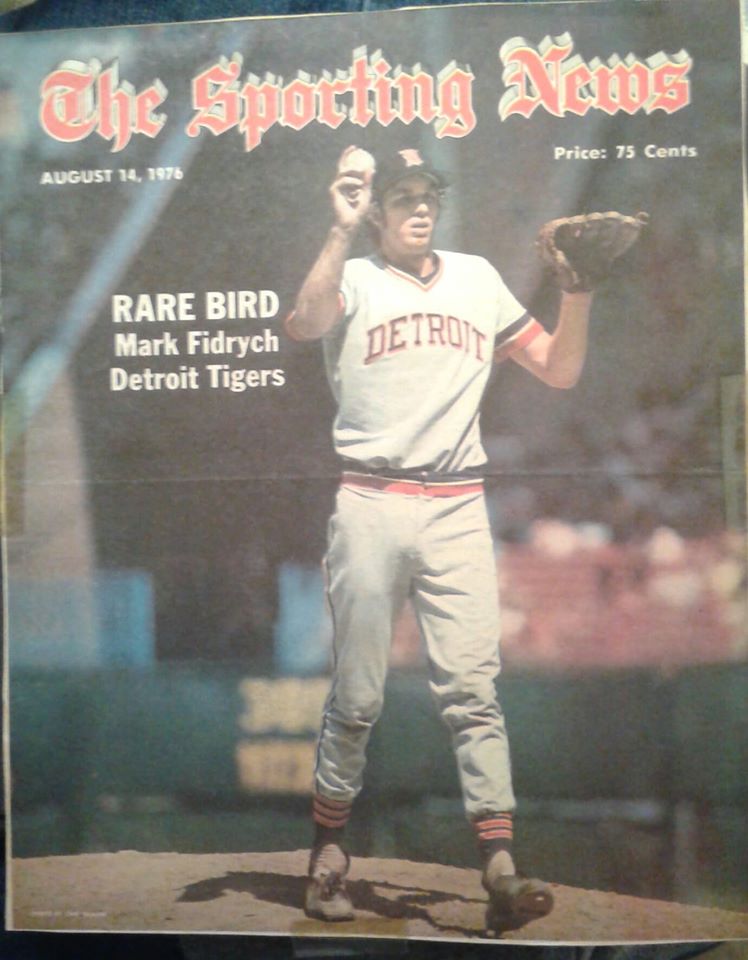 The Sporting News
AUGUST 14, 1976
Price: 75 Cents
RARE BIRD
Mark Fidrych
Detroit Tigers
DETROIT